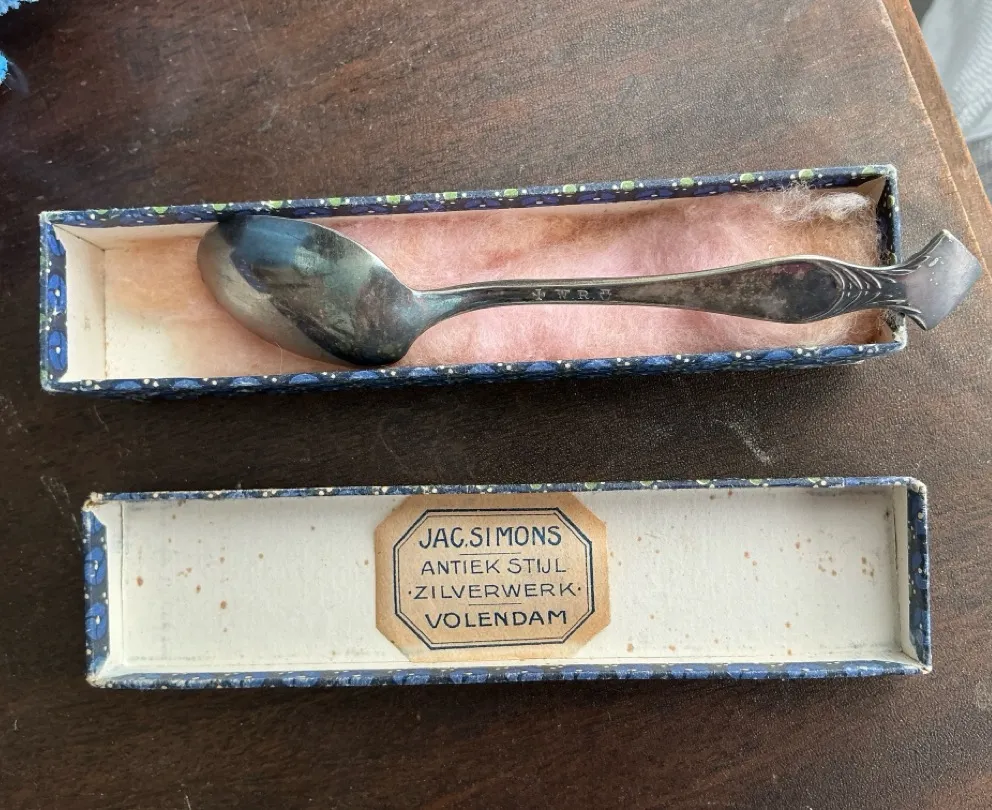 W.R.
JAC. SIMONS
ANTIEK STIJL
·ZILVERWERK·
VOLENDAM